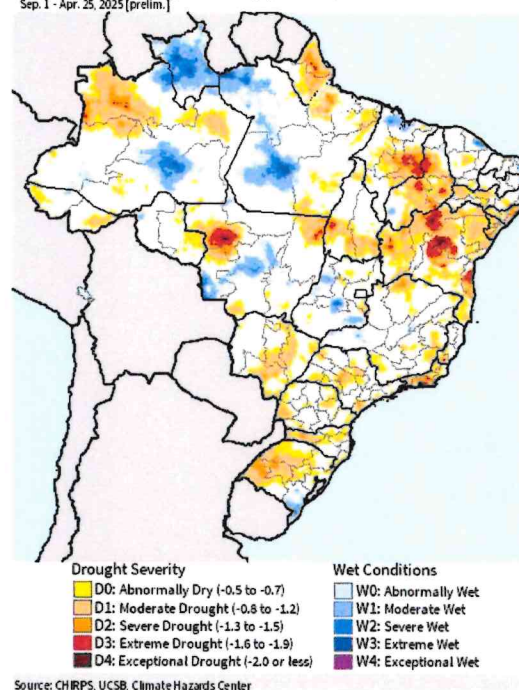 Sep. 1 - Apr. 25, 2025 [prelim.]
Drought Severity
D0: Abnormally Dry (-0.5 to -0.7)
D1: Moderate Drought (-0.8 to -1.2)
D2: Severe Drought (-1.3 to -1.5)
D3: Extreme Drought (-1.6 to -1.9)
D4: Exceptional Drought (-2.0 or less)
Wet Conditions
W0: Abnormally Wet
W1: Moderate Wet
W2: Severe Wet
W3: Extreme Wet
W4: Exceptional Wet
Source: CHIRPS, UCSB, Climate Hazards Center